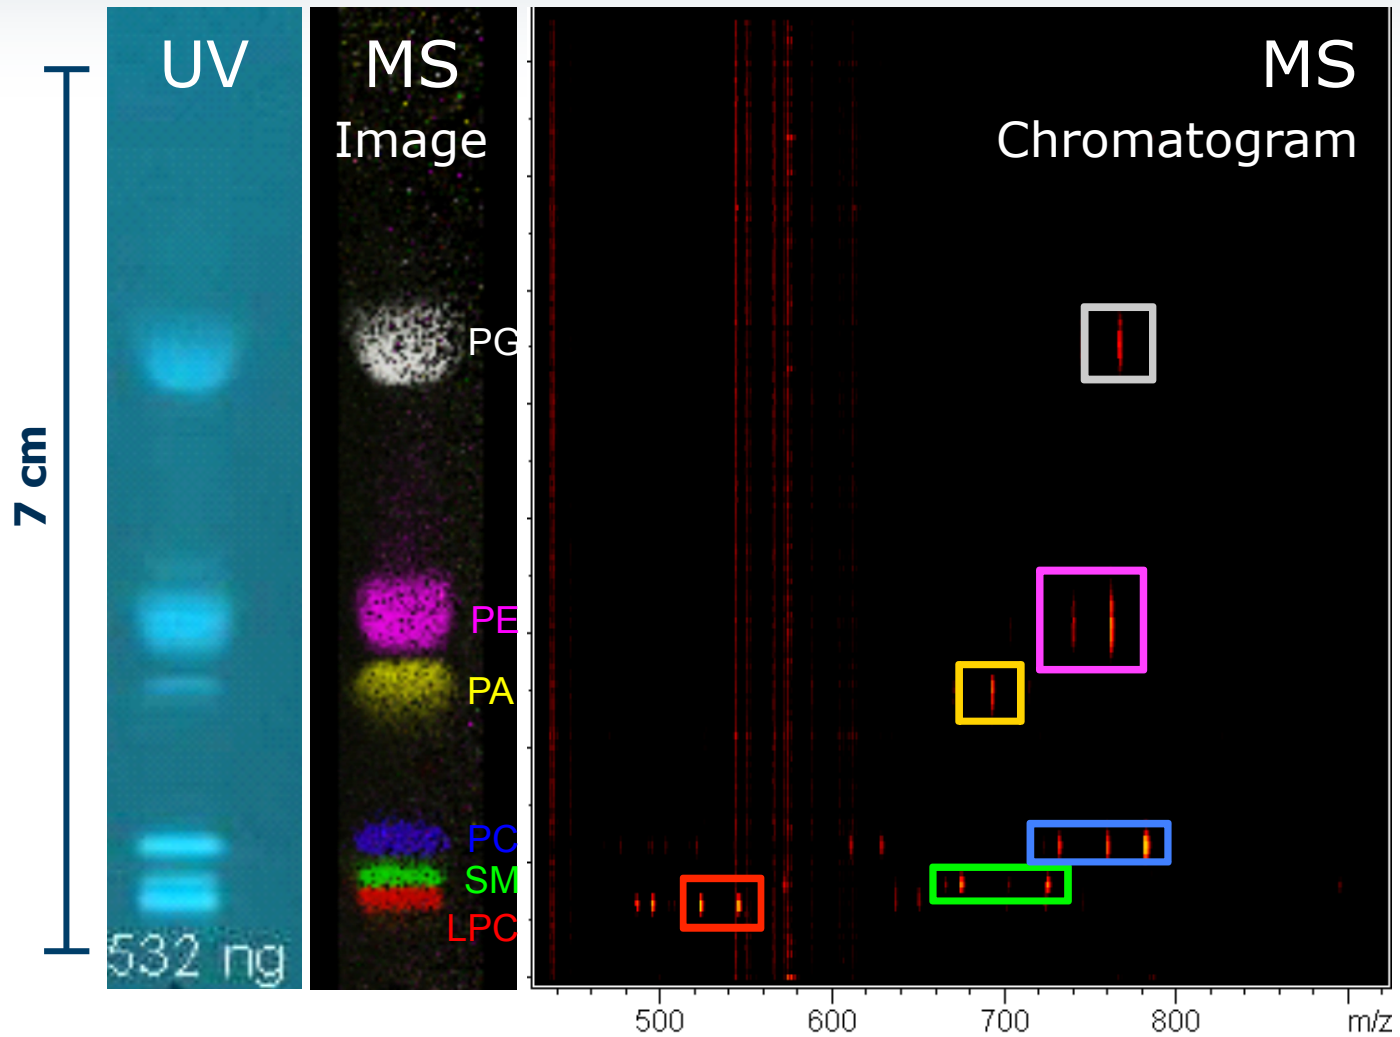 UV
MS
Image
MS
Chromatogram
7 cm
PG
PE
PA
PC
SM
LPC
532 ng
500 600 700 800 m/z